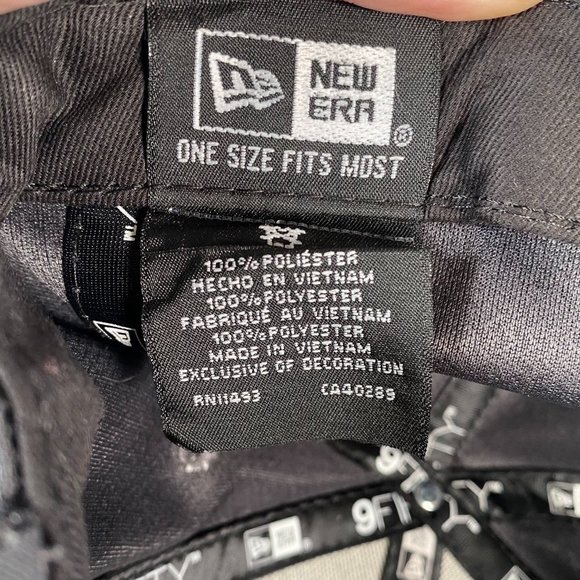 NEW
ERA®
ONE SIZE FITS MOST
100% POLIÉSTER
HECHO EN VIETNAM
100% POLYESTER
FABRIQUÉ AU VIETNAM
100% POLYESTER
MADE IN VIETNAM
EXCLUSIVE OF DECORATION
RN11493 CA40289
9FIFTY